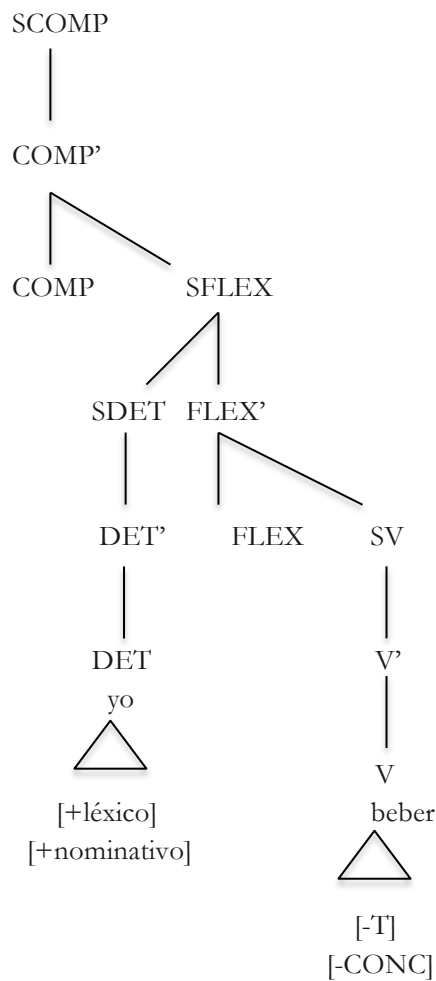 SCOMP
COMP’
COMP SFLEX
SDET FLEX’
DET’ FLEX SV
DET V’
yo
V
[+léxico] beber
[+nominativo]
[-T]
[-CONC]